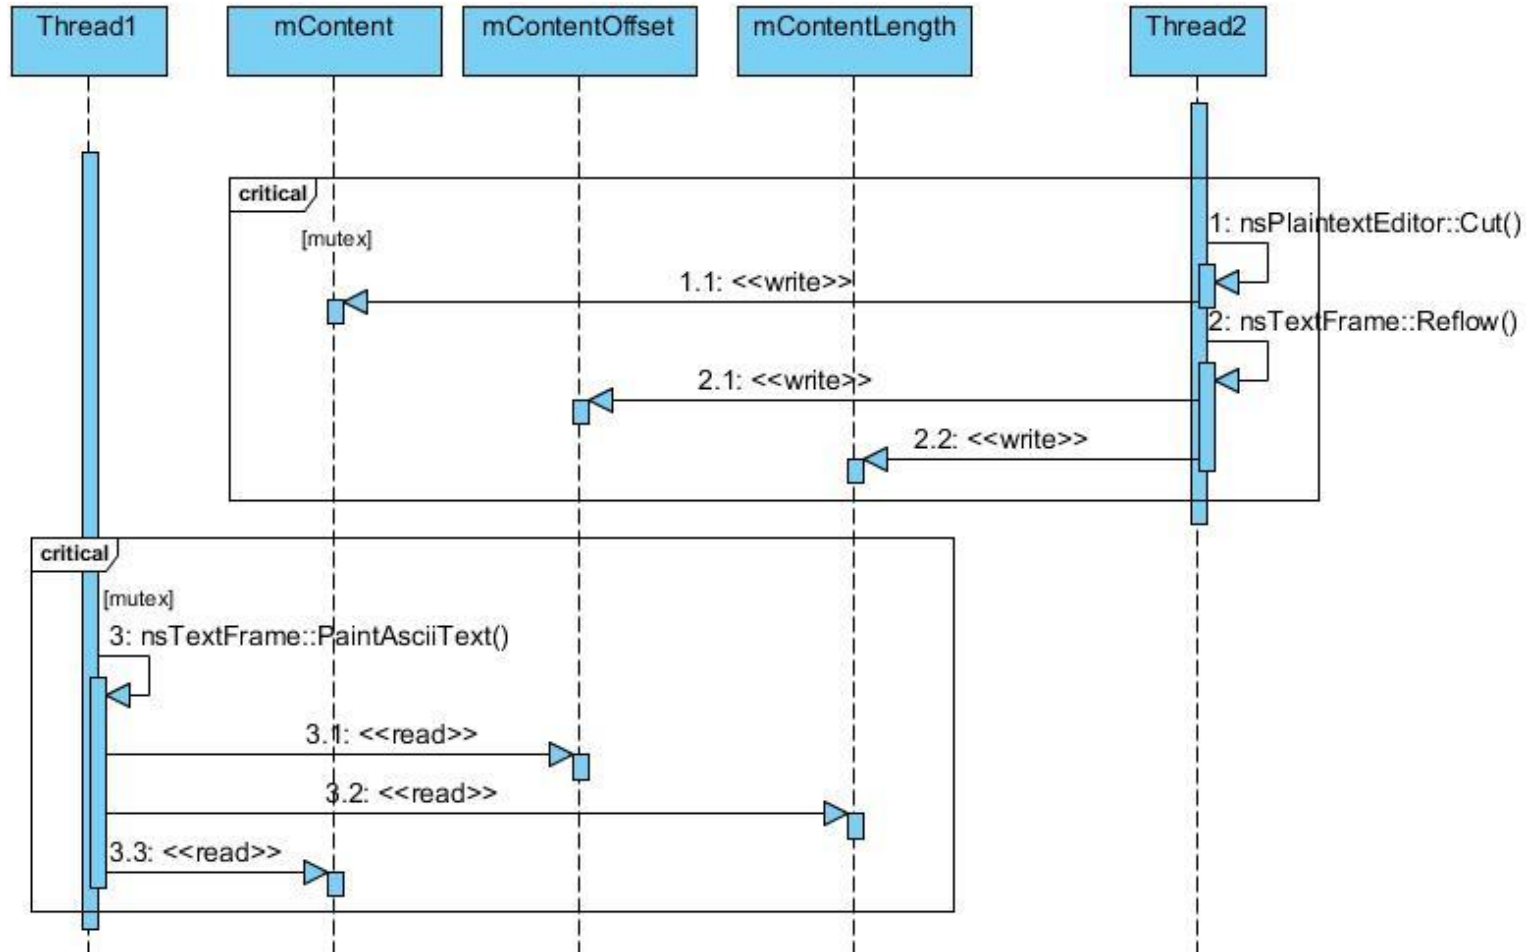 Thread1
mContent
mContentOffset
mContentLength
Thread2
critical
[mutex]
1: nsPlaintextEditor::Cut()
1.1: <<write>>
2: nsTextFrame::Reflow()
2.1: <<write>>
2.2: <<write>>
critical
[mutex]
3: nsTextFrame::PaintAsciiText()
3.1: <<read>>
3.2: <<read>>
3.3: <<read>>